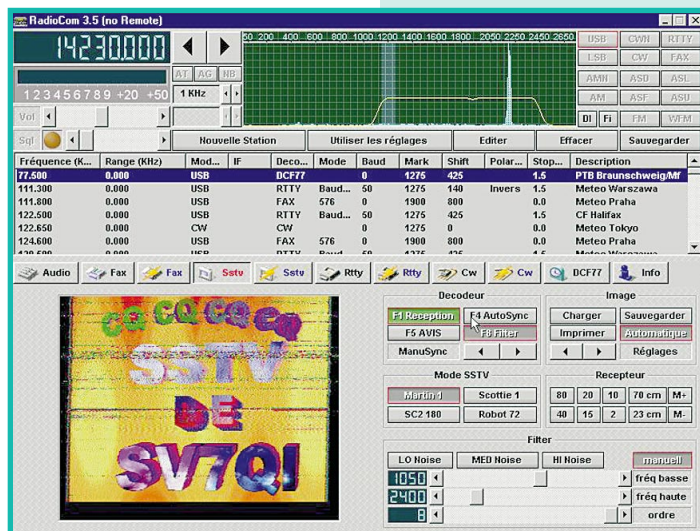 RadioCom 3.5 (no Remote)
14230.000
50 200 400 600 800 1000 1200 1400 1600 1800 2050 2250 2450 2650
USB CWN RTTY
LSB CW FAX
AMN ASD ASL
AM ASF ASU
DI Fi FM WFM
AT AG NB
1 2 3 4 5 6 7 8 9 +20 +50
1 KHz
Vol
Sql
Nouvelle Station Utiliser les réglages Editer Effacer Sauvegarder
Fréquence (K... Range (KHz) Mod... IF Deco... Mode Baud Mark Shift Polar... Stop... Description
77.500 0.000 USB DCF77 0 1275 425 1.5 PTB Braunschweig/Mf
111.300 0.000 USB RTTY Baud... 50 1275 140 Invers 1.5 Meteo Warszawa
111.800 0.000 USB FAX 576 0 1900 800 0.0 Meteo Praha
122.500 0.000 USB RTTY Baud... 50 1275 425 1.5 CF Halifax
122.650 0.000 CW CW 0 1275 0 0.0 Meteo Tokyo
124.600 0.000 USB FAX 576 0 1900 800 0.0 Meteo Praha
Audio Fax Fax Sstv Sstv Rtty Rttty Cw Cw DCF77 Info
Decodeur
F1 Reception F4 AutoSync
F5 AVIS F8 Filter
ManuSync
Image
Charger Sauvegarder
Imprimer Automatique
Réglages
Mode SSTV
Martin 1 Scottie 1
SC2 180 Robot 72
Recepteur
80 20 10 70 cm M+
40 15 2 23 cm M-
Filter
LO Noise MED Noise HI Noise manuell
1050 fréq basse
2400 fréq haute
8 ordre
CQ CQ CQ CQ
SSTV
DE
SV7QI